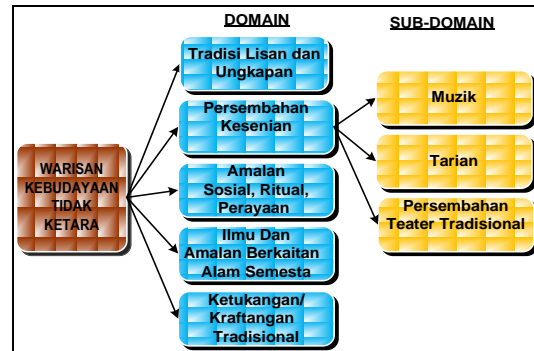 DOMAIN
SUB-DOMAIN
WARISAN
KEBUDAYAAN
TIDAK
KETARA
Tradisi Lisan dan
Ungkapan
Persembahan
Kesenian
Amalan
Sosial, Ritual,
Perayaan
Ilmu Dan
Amalan Berkaitan
Alam Semesta
Ketukangan/
Kraftangan
Tradisional
Muzik
Tarian
Persembahan
Teater Tradisional